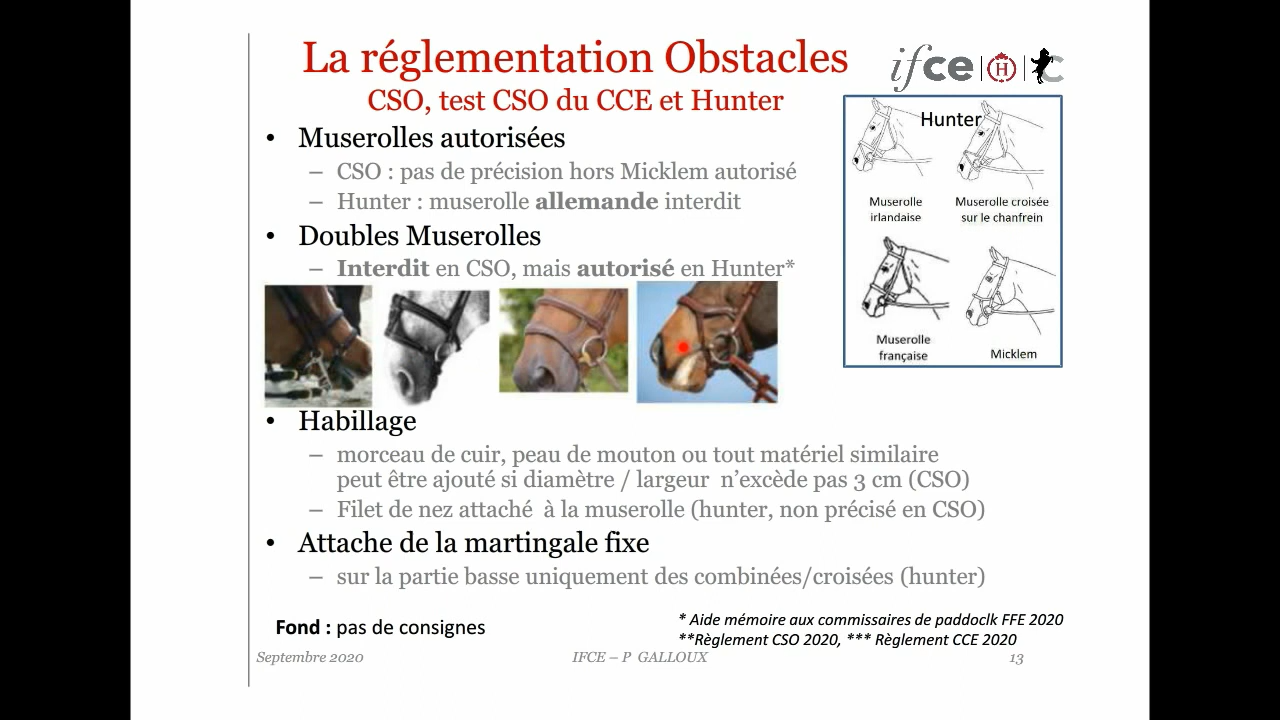 La réglementation Obstacles
CSO, test CSO du CCE et Hunter
ifce | H | C
• Muserolles autorisées
– CSO : pas de précision hors Micklem autorisé
– Hunter : muserolle allemande interdit
• Doubles Muserolles
– Interdit en CSO, mais autorisé en Hunter*
Hunter
Muserolle
irlandaise
Muserolle croisée
sur le chanfrein
Muserolle
française
Micklem
• Habillage
– morceau de cuir, peau de mouton ou tout matériel similaire
peut être ajouté si diamètre / largeur n’excède pas 3 cm (CSO)
– Filet de nez attaché à la muserolle (hunter, non précisé en CSO)
• Attache de la martingale fixe
– sur la partie basse uniquement des combinées/croisées (hunter)
Fond : pas de consignes
* Aide mémoire aux commissaires de paddoclk FFE 2020
**Règlement CSO 2020, *** Règlement CCE 2020
Septembre 2020
IFCE – P GALLOUX
13